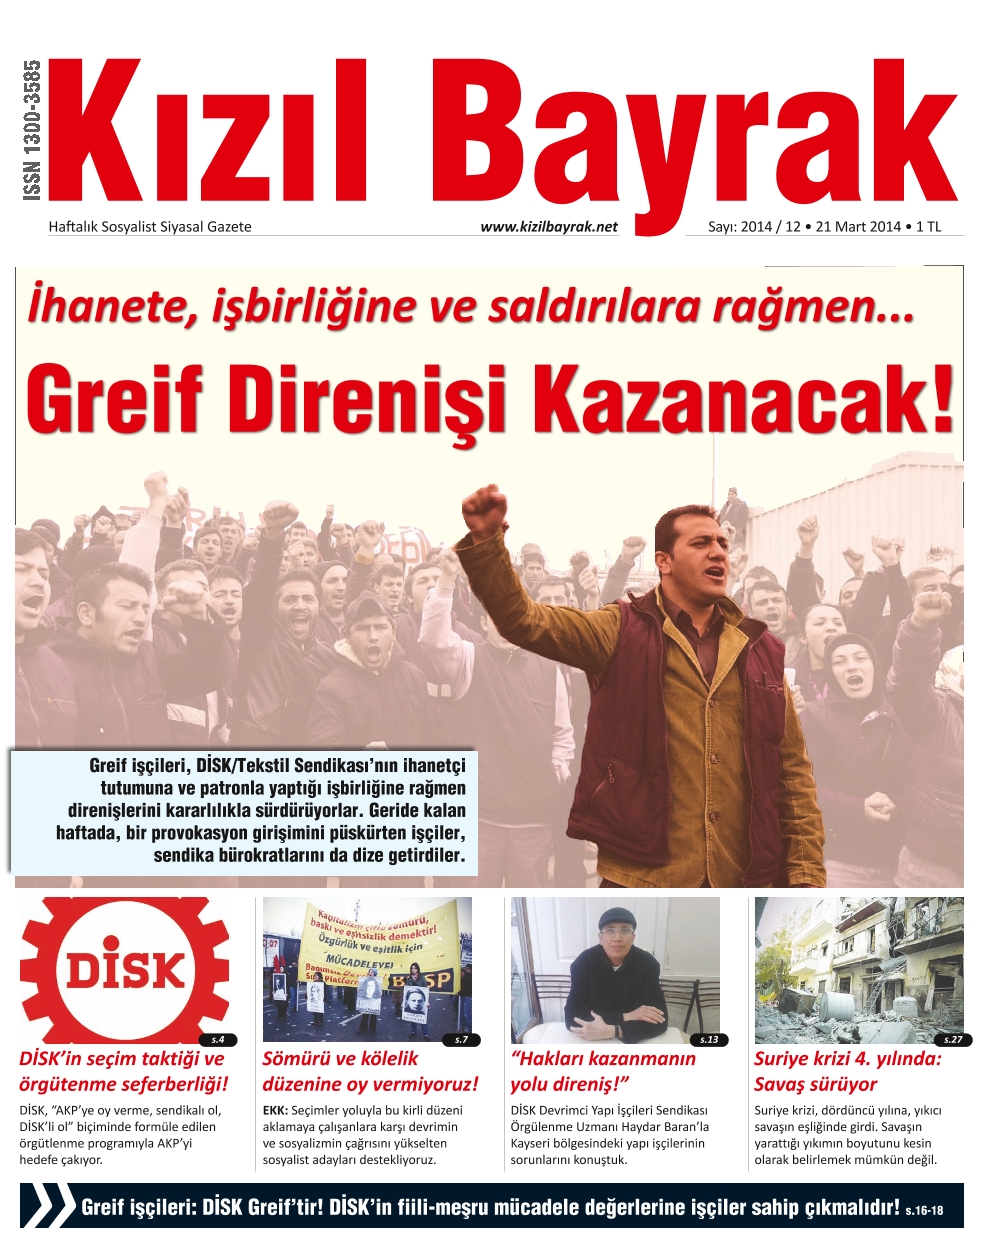 ISSN 1300-3585
Kızıl Bayrak
Haftalık Sosyalist Siyasal Gazete
www.kizilbayrak.net
Sayı: 2014 / 12 • 21 Mart 2014 • 1 TL
İhanete, işbirliğine ve saldırılara rağmen...
Greif Direnişi Kazanacak!
Greif işçileri, DİSK/Tekstil Sendikası’nın ihanetçi
tutumuna ve patronla yaptığı işbirliğine rağmen
direnişlerini kararlılıkla sürdürüyorlar. Geride kalan
haftada, bir provokasyon girişimini püskürten işçiler,
sendika bürokratlarını da dize getirdiler.
DİSK
s.4
DİSK’in seçim taktiği ve
örgütenme seferberliği!
DİSK, “AKP’ye oy verme, sendikalı ol,
DİSK’li ol” biçiminde formüle edilen
örgütlenme programıyla AKP’yi
hedefe çakıyor.
Kapitalizm çifte sömürü,
baskı ve eşitsizlik demektir!
Özgürlük ve eşitlik için
MÜCADELEYE!
s.7
Sömürü ve kölelik
düzenine oy vermiyoruz!
EKK: Seçimler yoluyla bu kirli düzeni
aklamaya çalışanlara karşı devrimin
ve sosyalizmin çağrısını yükselten
sosyalist adayları destekliyoruz.
s.13
“Hakları kazanmanın
yolu direniş!”
DİSK Devrimci Yapı İşçileri Sendikası
Örgülenme Uzmanı Haydar Baran’la
Kayseri bölgesindeki yapı işçilerinin
sorunlarını konuştuk.
s.27
Suriye krizi 4. yılında:
Savaş sürüyor
Suriye krizi, dördüncü yılına, yıkıcı
savaşın eşliğinde girdi. Savaşın
yarattığı yıkımın boyutunu kesin
olarak belirlemek mümkün değil.
Greif işçileri: DİSK Greif’tir! DİSK’in fiili-meşru mücadele değerlerine işçiler sahip çıkmalıdır! s.16-18